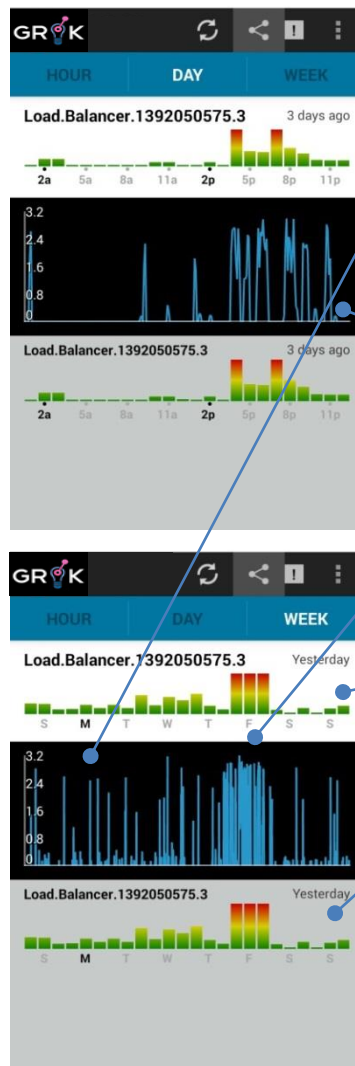 GROK
HOUR DAY WEEK
Load.Balancer.1392050575.3 3 days ago
2a 5a 8a 11a 2p 5p 8p 11p
3.2
2.4
1.6
0.8
0
Load.Balancer.1392050575.3 3 days ago
2a 5a 8a 11a 2p 5p 8p 11p
GROK
HOUR DAY WEEK
Load.Balancer.1392050575.3 Yesterday
S M T W T F S S
3.2
2.4
1.6
0.8
0
Load.Balancer.1392050575.3 Yesterday
S M T W T F S S